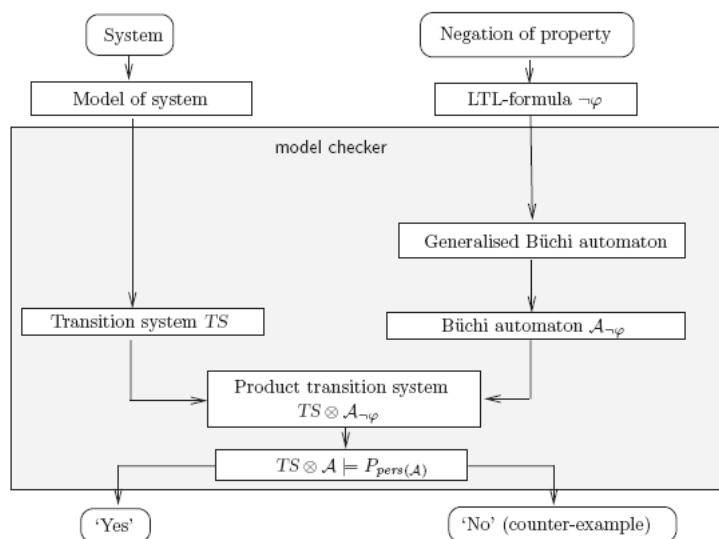 System
Negation of property
Model of system
LTL-formula ¬φ
model checker
Generalised Büchi automaton
Transition system TS
Büchi automaton 𝒜¬φ
Product transition system
TS ⊗ 𝒜¬φ
TS ⊗ 𝒜 ⊨ Ppers(𝒜)
‘Yes’
‘No’ (counter-example)